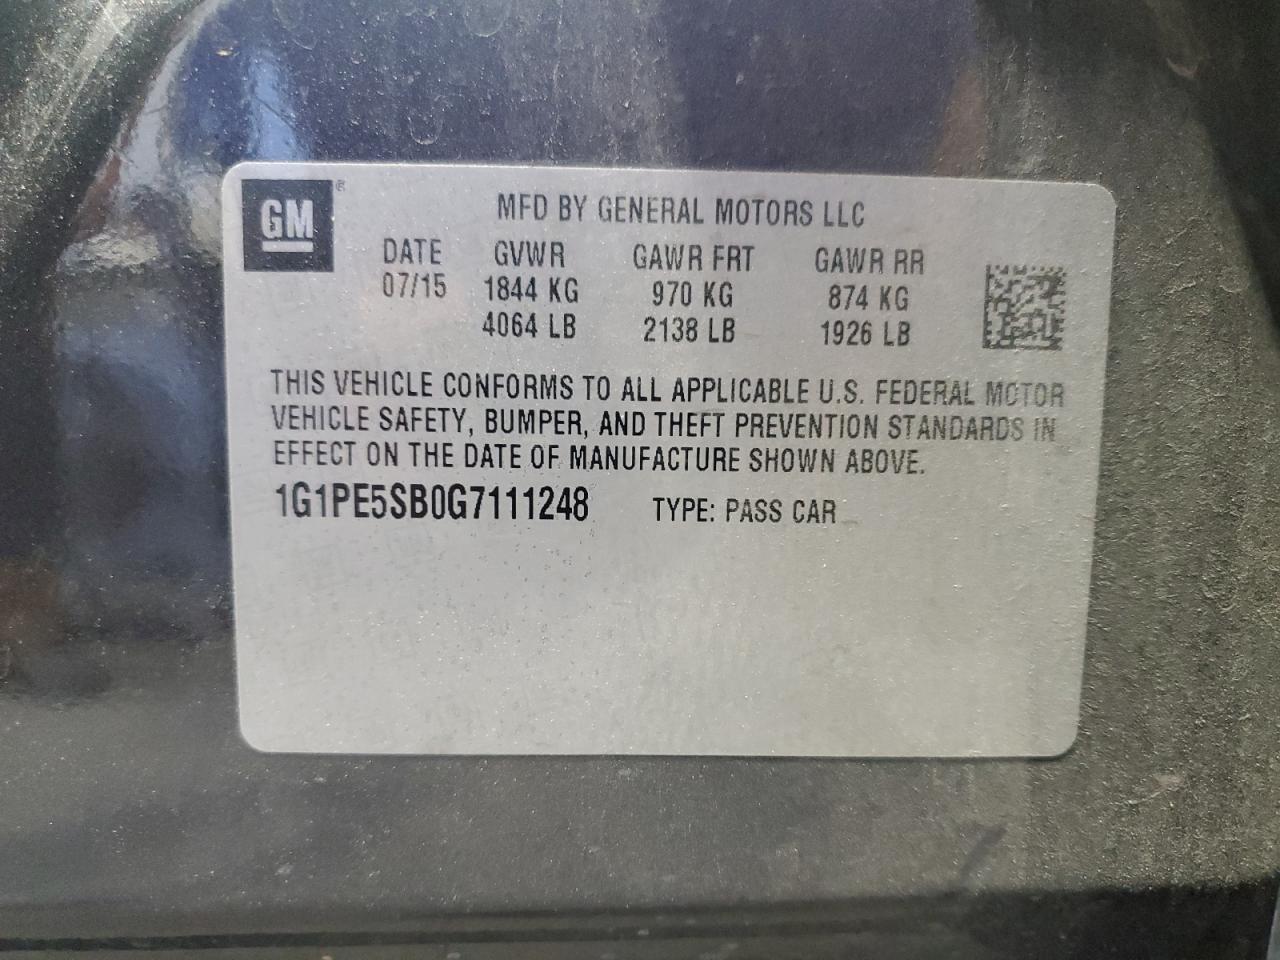 GM®
MFD BY GENERAL MOTORS LLC
DATE GVWR GAWR FRT GAWR RR
07/15 1844 KG 970 KG 874 KG
4064 LB 2138 LB 1926 LB
THIS VEHICLE CONFORMS TO ALL APPLICABLE U.S. FEDERAL MOTOR
VEHICLE SAFETY, BUMPER, AND THEFT PREVENTION STANDARDS IN
EFFECT ON THE DATE OF MANUFACTURE SHOWN ABOVE.
1G1PE5SB0G7111248 TYPE: PASS CAR